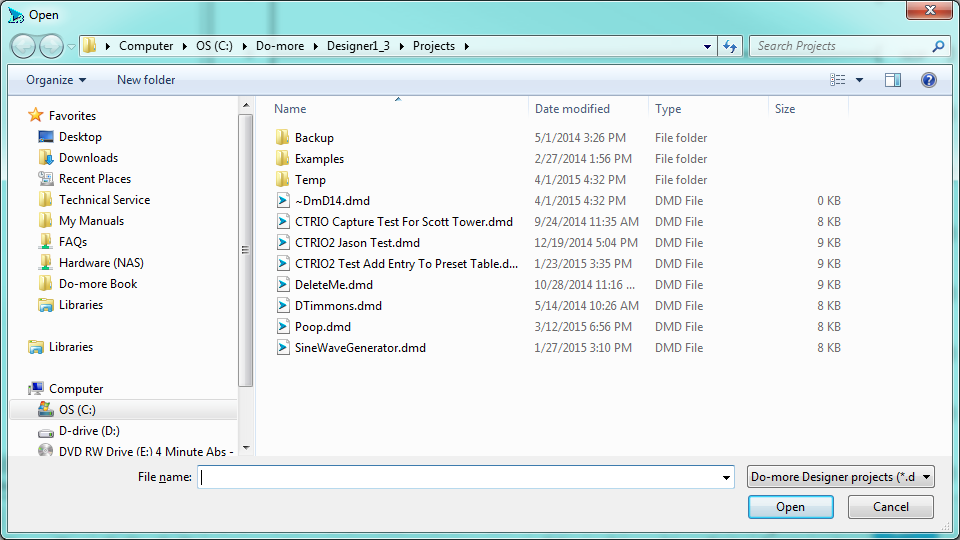 Open
Computer OS (C:) Do-more Designer1_3 Projects Search Projects
Organize New folder
Name Date modified Type Size
Favorites
Desktop
Downloads
Recent Places
Technical Service
My Manuals
FAQs
Hardware (NAS)
Do-more Book
Libraries
Libraries
Computer
OS (C:)
D-drive (D:)
DVD RW Drive (E:) 4 Minute Abs -
Backup 5/1/2014 3:26 PM File folder
Examples 2/27/2014 1:56 PM File folder
Temp 4/1/2015 4:32 PM File folder
~DmD14.dmd 4/1/2015 4:32 PM DMD File 0 KB
CTRIO Capture Test For Scott Tower.dmd 9/24/2014 11:35 AM DMD File 8 KB
CTRIO2 Jason Test.dmd 12/19/2014 5:04 PM DMD File 9 KB
CTRIO2 Test Add Entry To Preset Table.d... 1/23/2015 3:35 PM DMD File 9 KB
DeleteMe.dmd 10/28/2014 11:16 ... DMD File 9 KB
DTimmons.dmd 5/14/2014 10:26 AM DMD File 8 KB
Poop.dmd 3/12/2015 6:56 PM DMD File 8 KB
SineWaveGenerator.dmd 1/27/2015 3:10 PM DMD File 8 KB
File name: Do-more Designer projects (*.d
Open Cancel